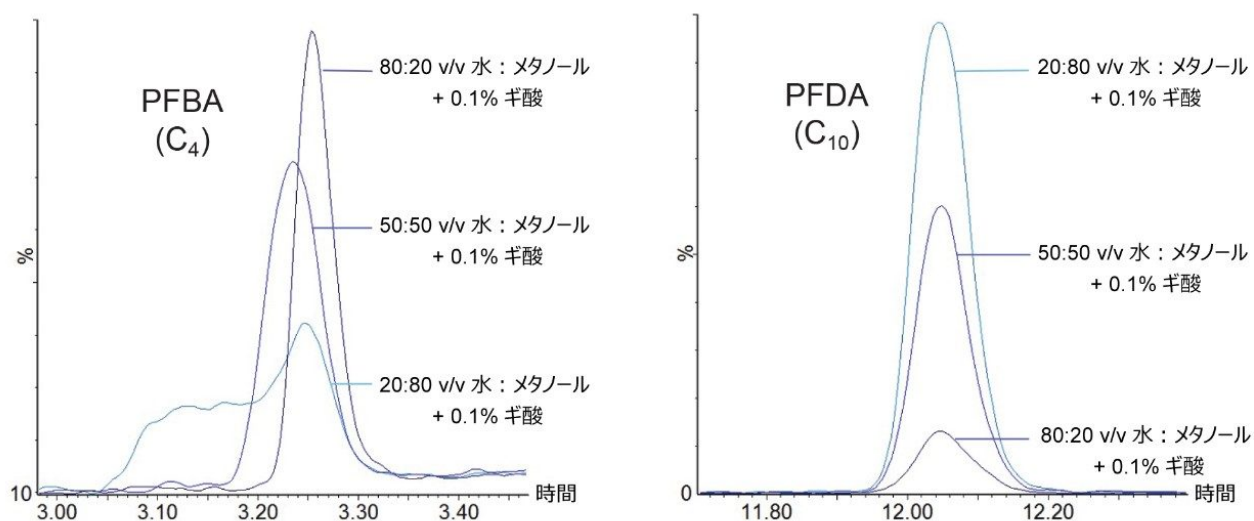 PFBA
(C₄)
80:20 v/v 水：メタノール
+ 0.1% ギ酸
50:50 v/v 水：メタノール
+ 0.1% ギ酸
20:80 v/v 水：メタノール
+ 0.1% ギ酸
%
10
3.00
3.10
3.20
3.30
3.40
時間
PFDA
(C₁₀)
20:80 v/v 水：メタノール
+ 0.1% ギ酸
50:50 v/v 水：メタノール
+ 0.1% ギ酸
80:20 v/v 水：メタノール
+ 0.1% ギ酸
%
0
11.80
12.00
12.20
時間